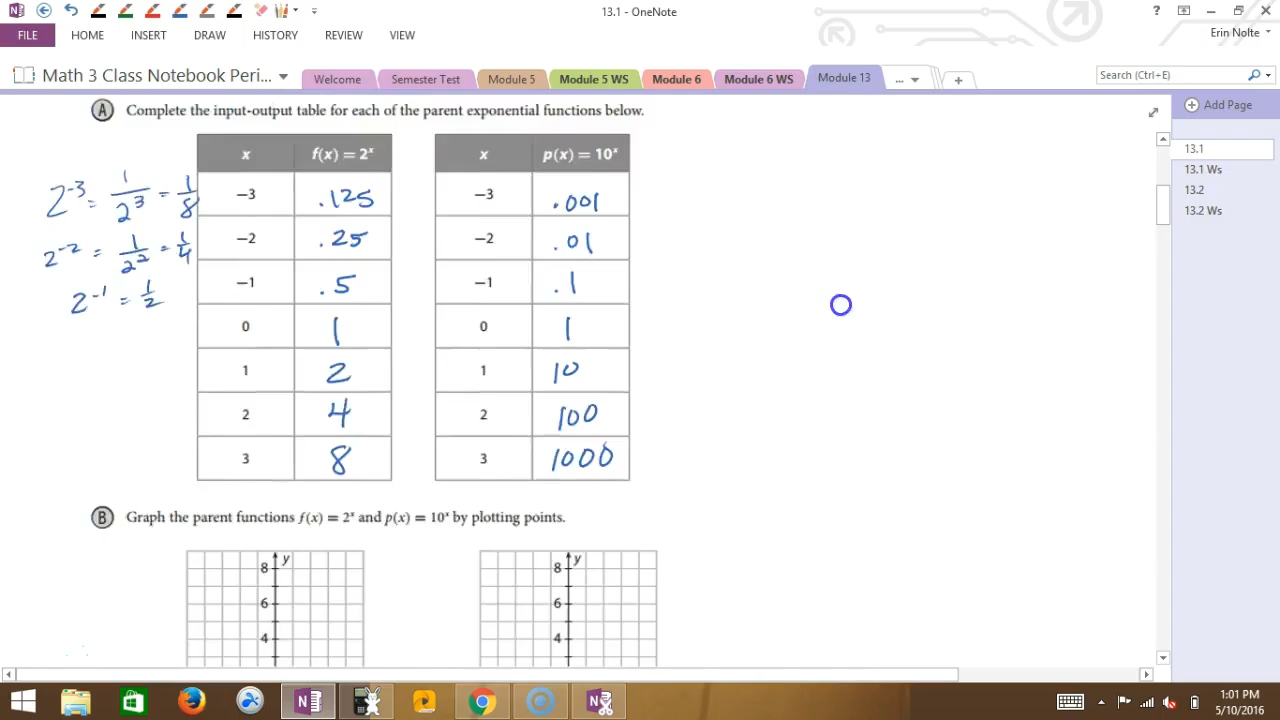 13.1 - OneNote
FILE HOME INSERT DRAW HISTORY REVIEW VIEW Erin Nolte
Math 3 Class Notebook Peri... Welcome Semester Test Module 5 Module 5 WS Module 6 Module 6 WS Module 13 ... + Search (Ctrl+E)
Add Page
13.1
13.1 Ws
13.2
13.2 Ws
A Complete the input-output table for each of the parent exponential functions below.
x f(x) = 2ˣ x p(x) = 10ˣ
−3 .125 −3 .001
−2 .25 −2 .01
−1 .5 −1 .1
0 1 0 1
1 2 1 10
2 4 2 100
3 8 3 1000
2⁻³ = 1/2³ = 1/8
2⁻² = 1/2² = 1/4
2⁻¹ = 1/2
B Graph the parent functions f(x) = 2ˣ and p(x) = 10ˣ by plotting points.
y y
8 8
6 6
4 4
1:01 PM
5/10/2016